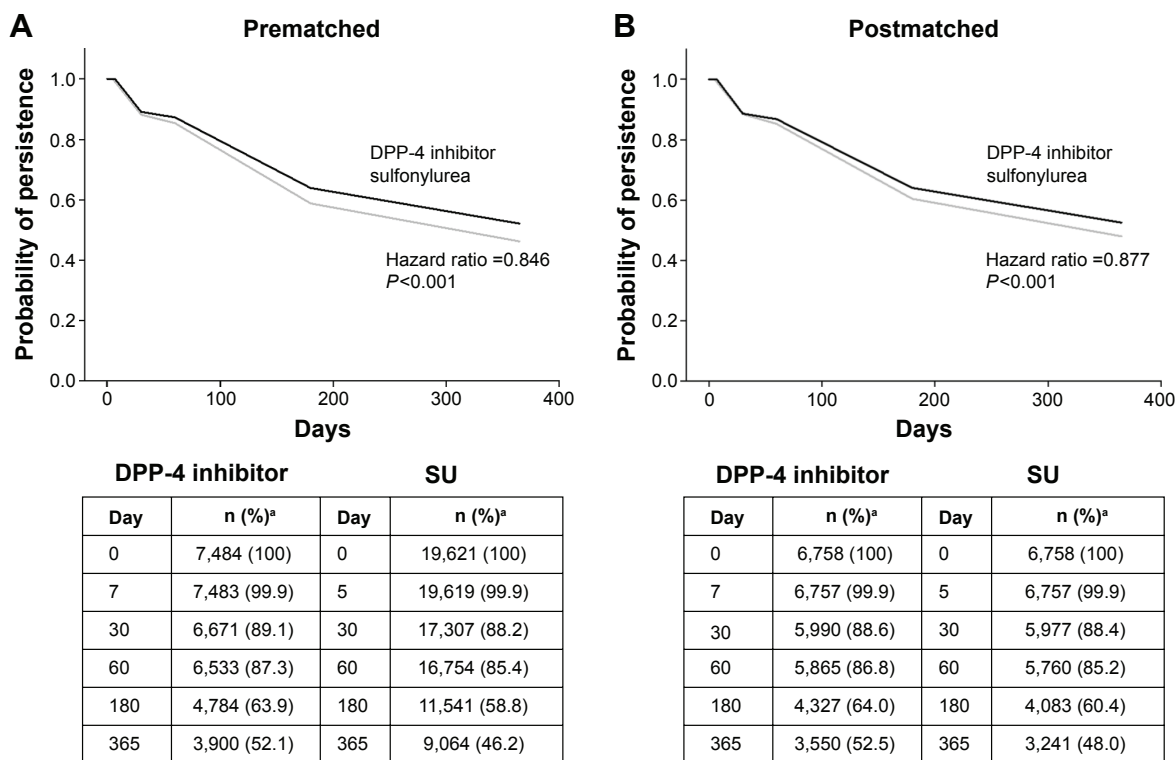 A
Prematched
Probability of persistence
1.0
0.8
0.6
0.4
0.2
0.0
DPP-4 inhibitor
sulfonylurea
Hazard ratio =0.846
P<0.001
0 100 200 300 400
Days
DPP-4 inhibitor SU
Day n (%)ª Day n (%)ª
0 7,484 (100) 0 19,621 (100)
7 7,483 (99.9) 5 19,619 (99.9)
30 6,671 (89.1) 30 17,307 (88.2)
60 6,533 (87.3) 60 16,754 (85.4)
180 4,784 (63.9) 180 11,541 (58.8)
365 3,900 (52.1) 365 9,064 (46.2)
B
Postmatched
Probability of persistence
1.0
0.8
0.6
0.4
0.2
0.0
DPP-4 inhibitor
sulfonylurea
Hazard ratio =0.877
P<0.001
0 100 200 300 400
Days
DPP-4 inhibitor SU
Day n (%)ª Day n (%)ª
0 6,758 (100) 0 6,758 (100)
7 6,757 (99.9) 5 6,757 (99.9)
30 5,990 (88.6) 30 5,977 (88.4)
60 5,865 (86.8) 60 5,760 (85.2)
180 4,327 (64.0) 180 4,083 (60.4)
365 3,550 (52.5) 365 3,241 (48.0)